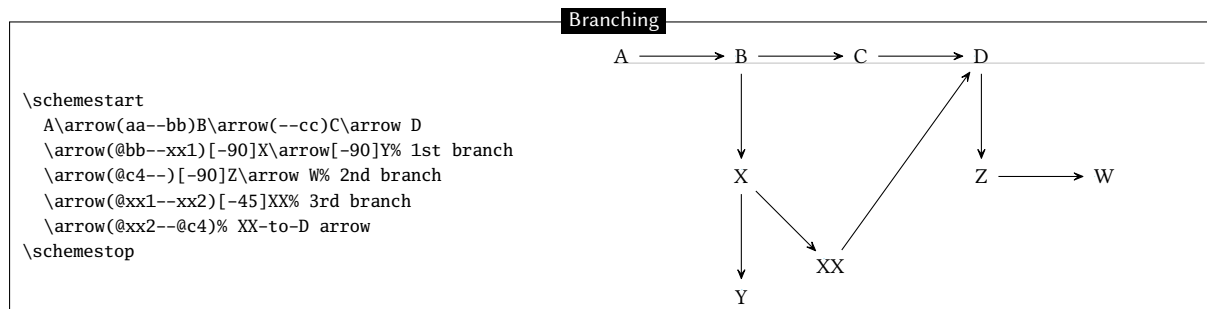 Branching
\schemestart
A\arrow(aa--bb)B\arrow(--cc)C\arrow D
\arrow(@bb--xx1)[-90]X\arrow[-90]Y% 1st branch
\arrow(@c4--)[-90]Z\arrow W% 2nd branch
\arrow(@xx1--xx2)[-45]XX% 3rd branch
\arrow(@xx2--@c4)% XX-to-D arrow
\schemestop
A B C D
X Z W
XX
Y